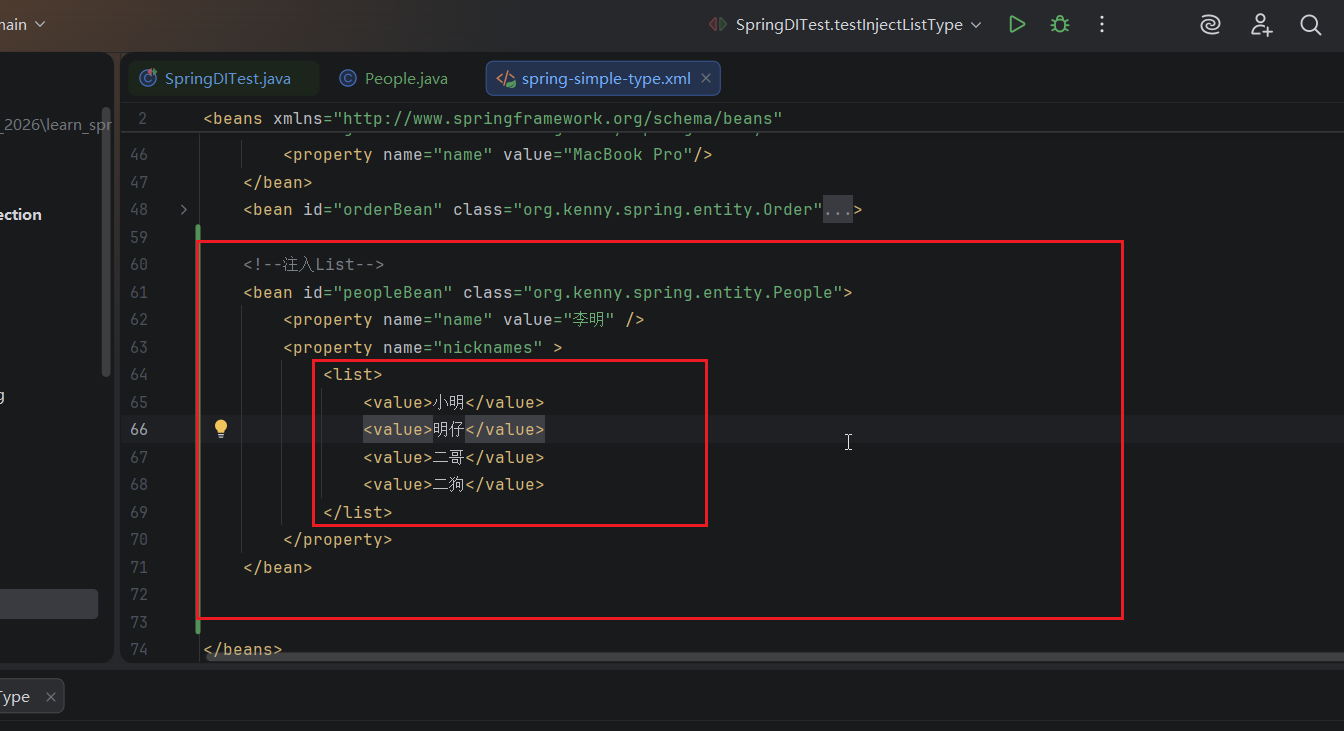 main
SpringDITest.testInjectListType
SpringDITest.java
People.java
spring-simple-type.xml
_2026\learn_spr
ection
g
2 <beans xmlns="http://www.springframework.org/schema/beans"
46 <property name="name" value="MacBook Pro"/>
47 </bean>
48 <bean id="orderBean" class="org.kenny.spring.entity.Order"...>
59
60 <!--注入List-->
61 <bean id="peopleBean" class="org.kenny.spring.entity.People">
62 <property name="name" value="李明" />
63 <property name="nicknames" >
64 <list>
65 <value>小明</value>
66 <value>明仔</value>
67 <value>二哥</value>
68 <value>二狗</value>
69 </list>
70 </property>
71 </bean>
72
73
74 </beans>
Type